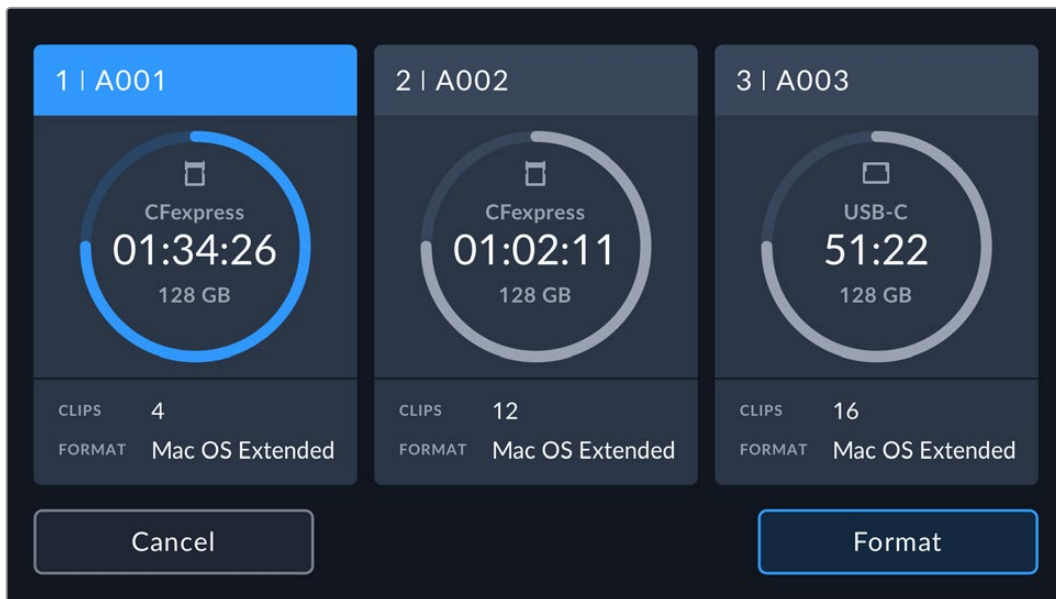 1 | A001
CFexpress
01:34:26
128 GB
CLIPS 4
FORMAT Mac OS Extended
2 | A002
CFexpress
01:02:11
128 GB
CLIPS 12
FORMAT Mac OS Extended
3 | A003
USB-C
51:22
128 GB
CLIPS 16
FORMAT Mac OS Extended
Cancel
Format